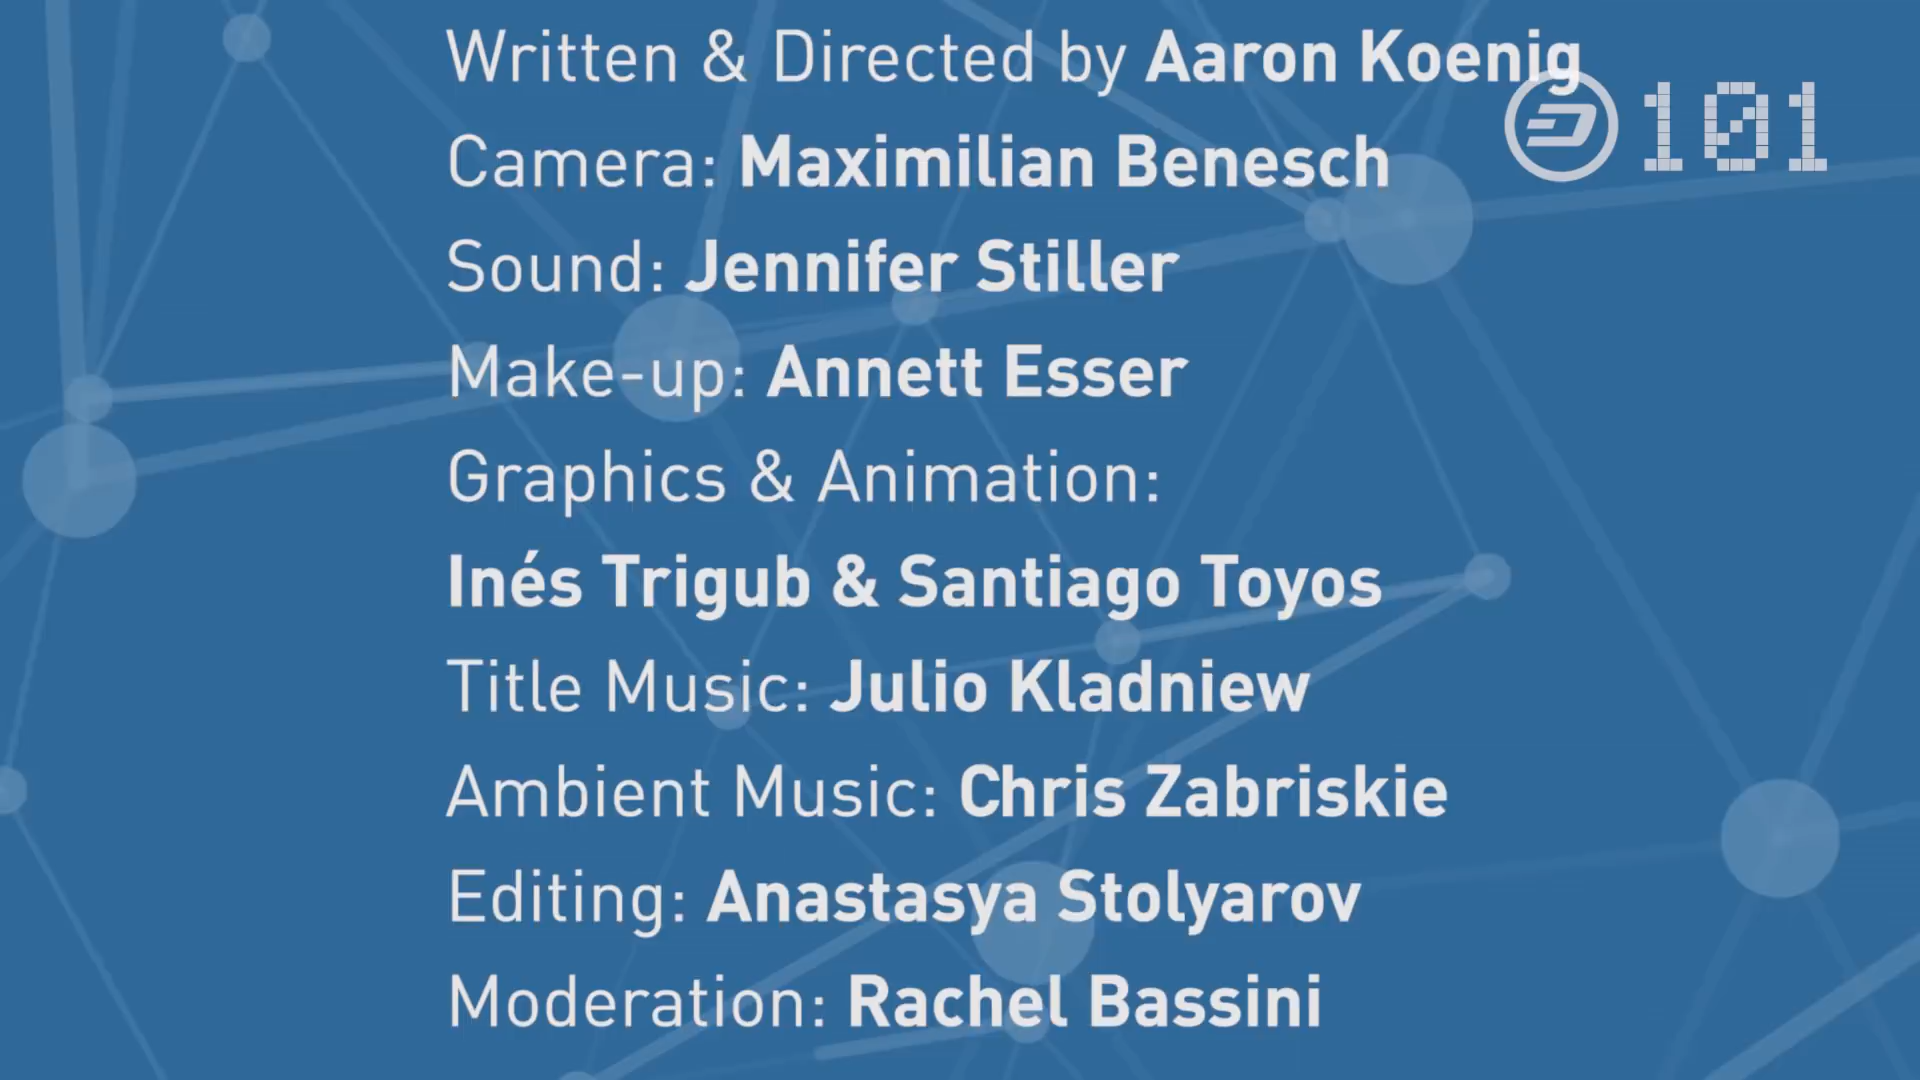 Written & Directed by Aaron Koenig
101
Camera: Maximilian Benesch
Sound: Jennifer Stiller
Make-up: Annett Esser
Graphics & Animation:
Inés Trigub & Santiago Toyos
Title Music: Julio Kladniew
Ambient Music: Chris Zabriskie
Editing: Anastasya Stolyarov
Moderation: Rachel Bassini